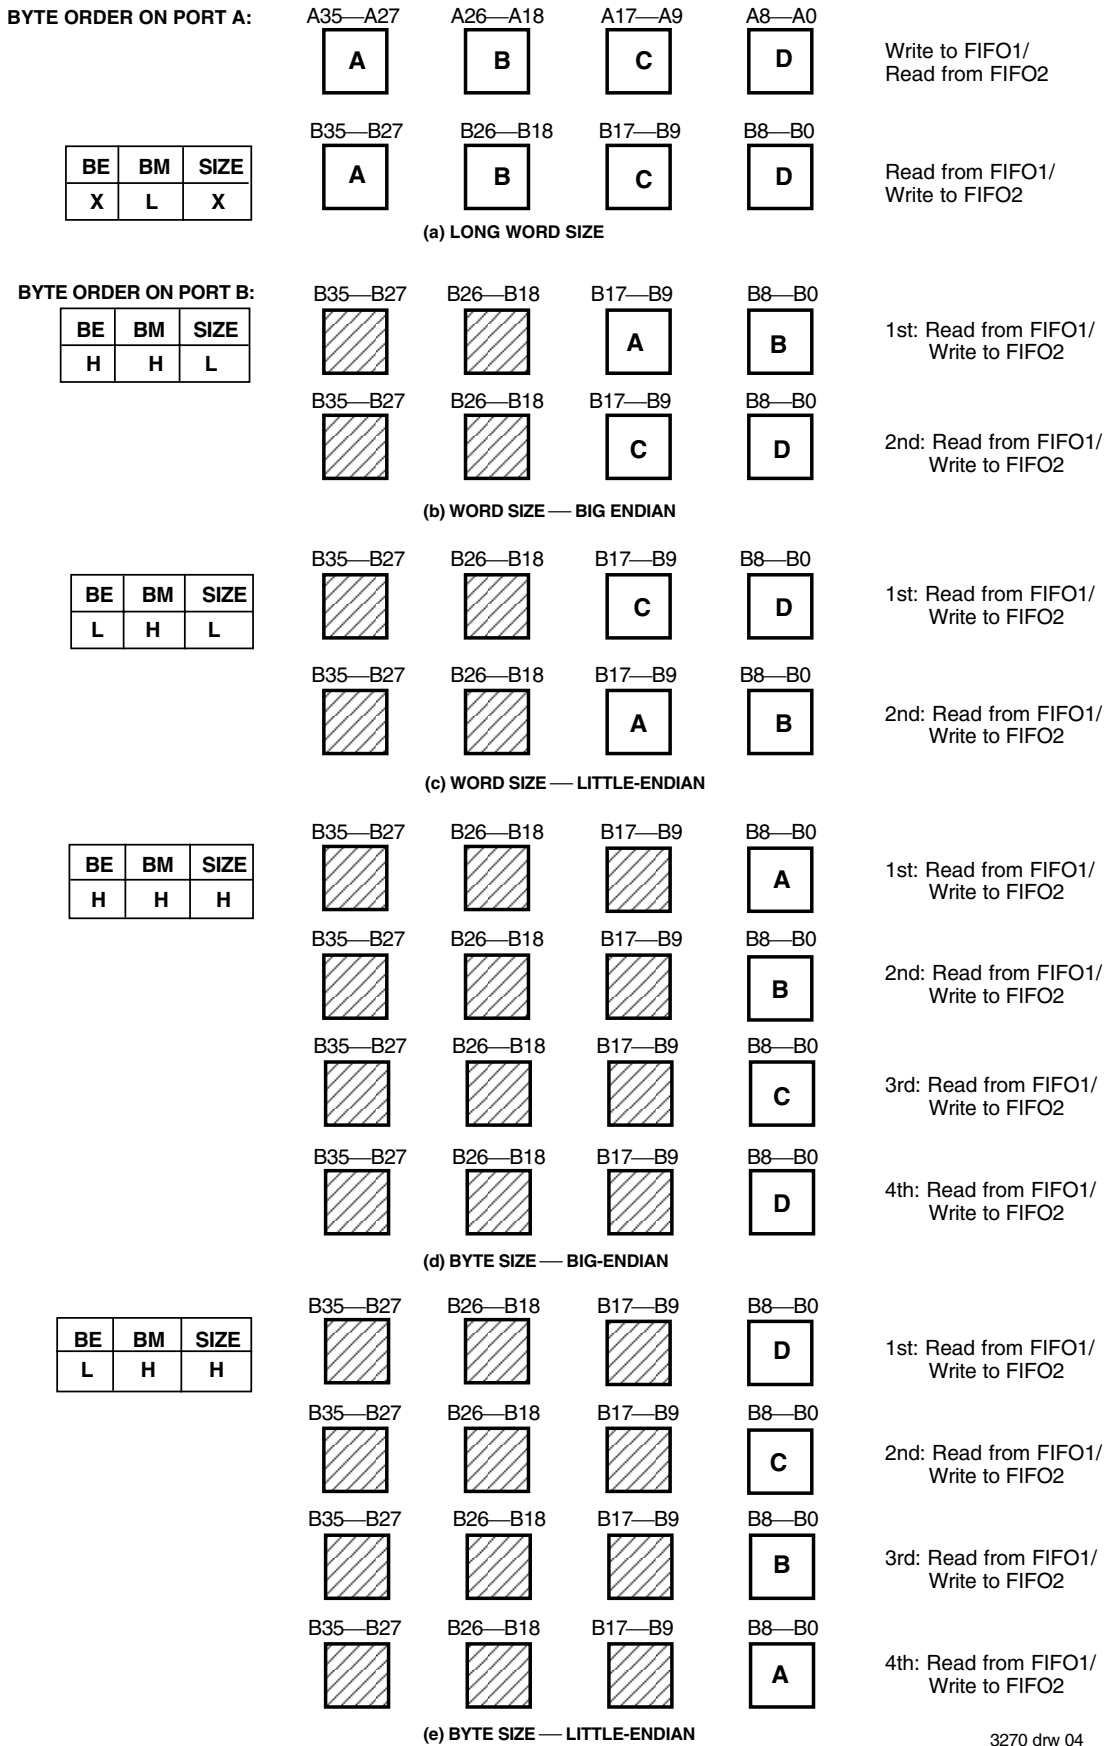 BYTE ORDER ON PORT A:
A35—A27 A26—A18 A17—A9 A8—A0
A B C D
Write to FIFO1/
Read from FIFO2
B35—B27 B26—B18 B17—B9 B8—B0
BE BM SIZE
X L X
A B C D
Read from FIFO1/
Write to FIFO2
(a) LONG WORD SIZE
BYTE ORDER ON PORT B:
B35—B27 B26—B18 B17—B9 B8—B0
BE BM SIZE
H H L
A B
1st: Read from FIFO1/
Write to FIFO2
B35—B27 B26—B18 B17—B9 B8—B0
C D
2nd: Read from FIFO1/
Write to FIFO2
(b) WORD SIZE — BIG ENDIAN
B35—B27 B26—B18 B17—B9 B8—B0
BE BM SIZE
L H L
C D
1st: Read from FIFO1/
Write to FIFO2
B35—B27 B26—B18 B17—B9 B8—B0
A B
2nd: Read from FIFO1/
Write to FIFO2
(c) WORD SIZE — LITTLE-ENDIAN
B35—B27 B26—B18 B17—B9 B8—B0
BE BM SIZE
H H H
A
1st: Read from FIFO1/
Write to FIFO2
B35—B27 B26—B18 B17—B9 B8—B0
B
2nd: Read from FIFO1/
Write to FIFO2
B35—B27 B26—B18 B17—B9 B8—B0
C
3rd: Read from FIFO1/
Write to FIFO2
B35—B27 B26—B18 B17—B9 B8—B0
D
4th: Read from FIFO1/
Write to FIFO2
(d) BYTE SIZE — BIG-ENDIAN
B35—B27 B26—B18 B17—B9 B8—B0
BE BM SIZE
L H H
D
1st: Read from FIFO1/
Write to FIFO2
B35—B27 B26—B18 B17—B9 B8—B0
C
2nd: Read from FIFO1/
Write to FIFO2
B35—B27 B26—B18 B17—B9 B8—B0
B
3rd: Read from FIFO1/
Write to FIFO2
B35—B27 B26—B18 B17—B9 B8—B0
A
4th: Read from FIFO1/
Write to FIFO2
(e) BYTE SIZE — LITTLE-ENDIAN
3270 drw 04